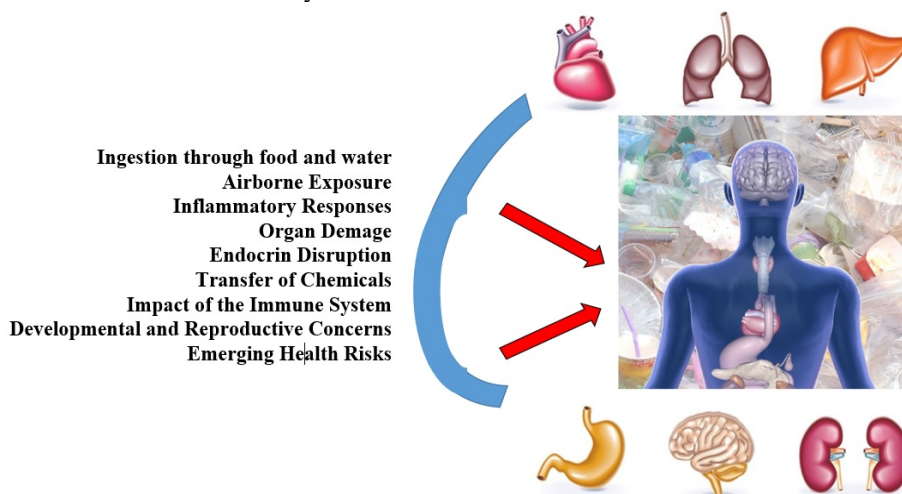 Ingestion through food and water
Airborne Exposure
Inflammatory Responses
Organ Demage
Endocrin Disruption
Transfer of Chemicals
Impact of the Immune System
Developmental and Reproductive Concerns
Emerging Health Risks